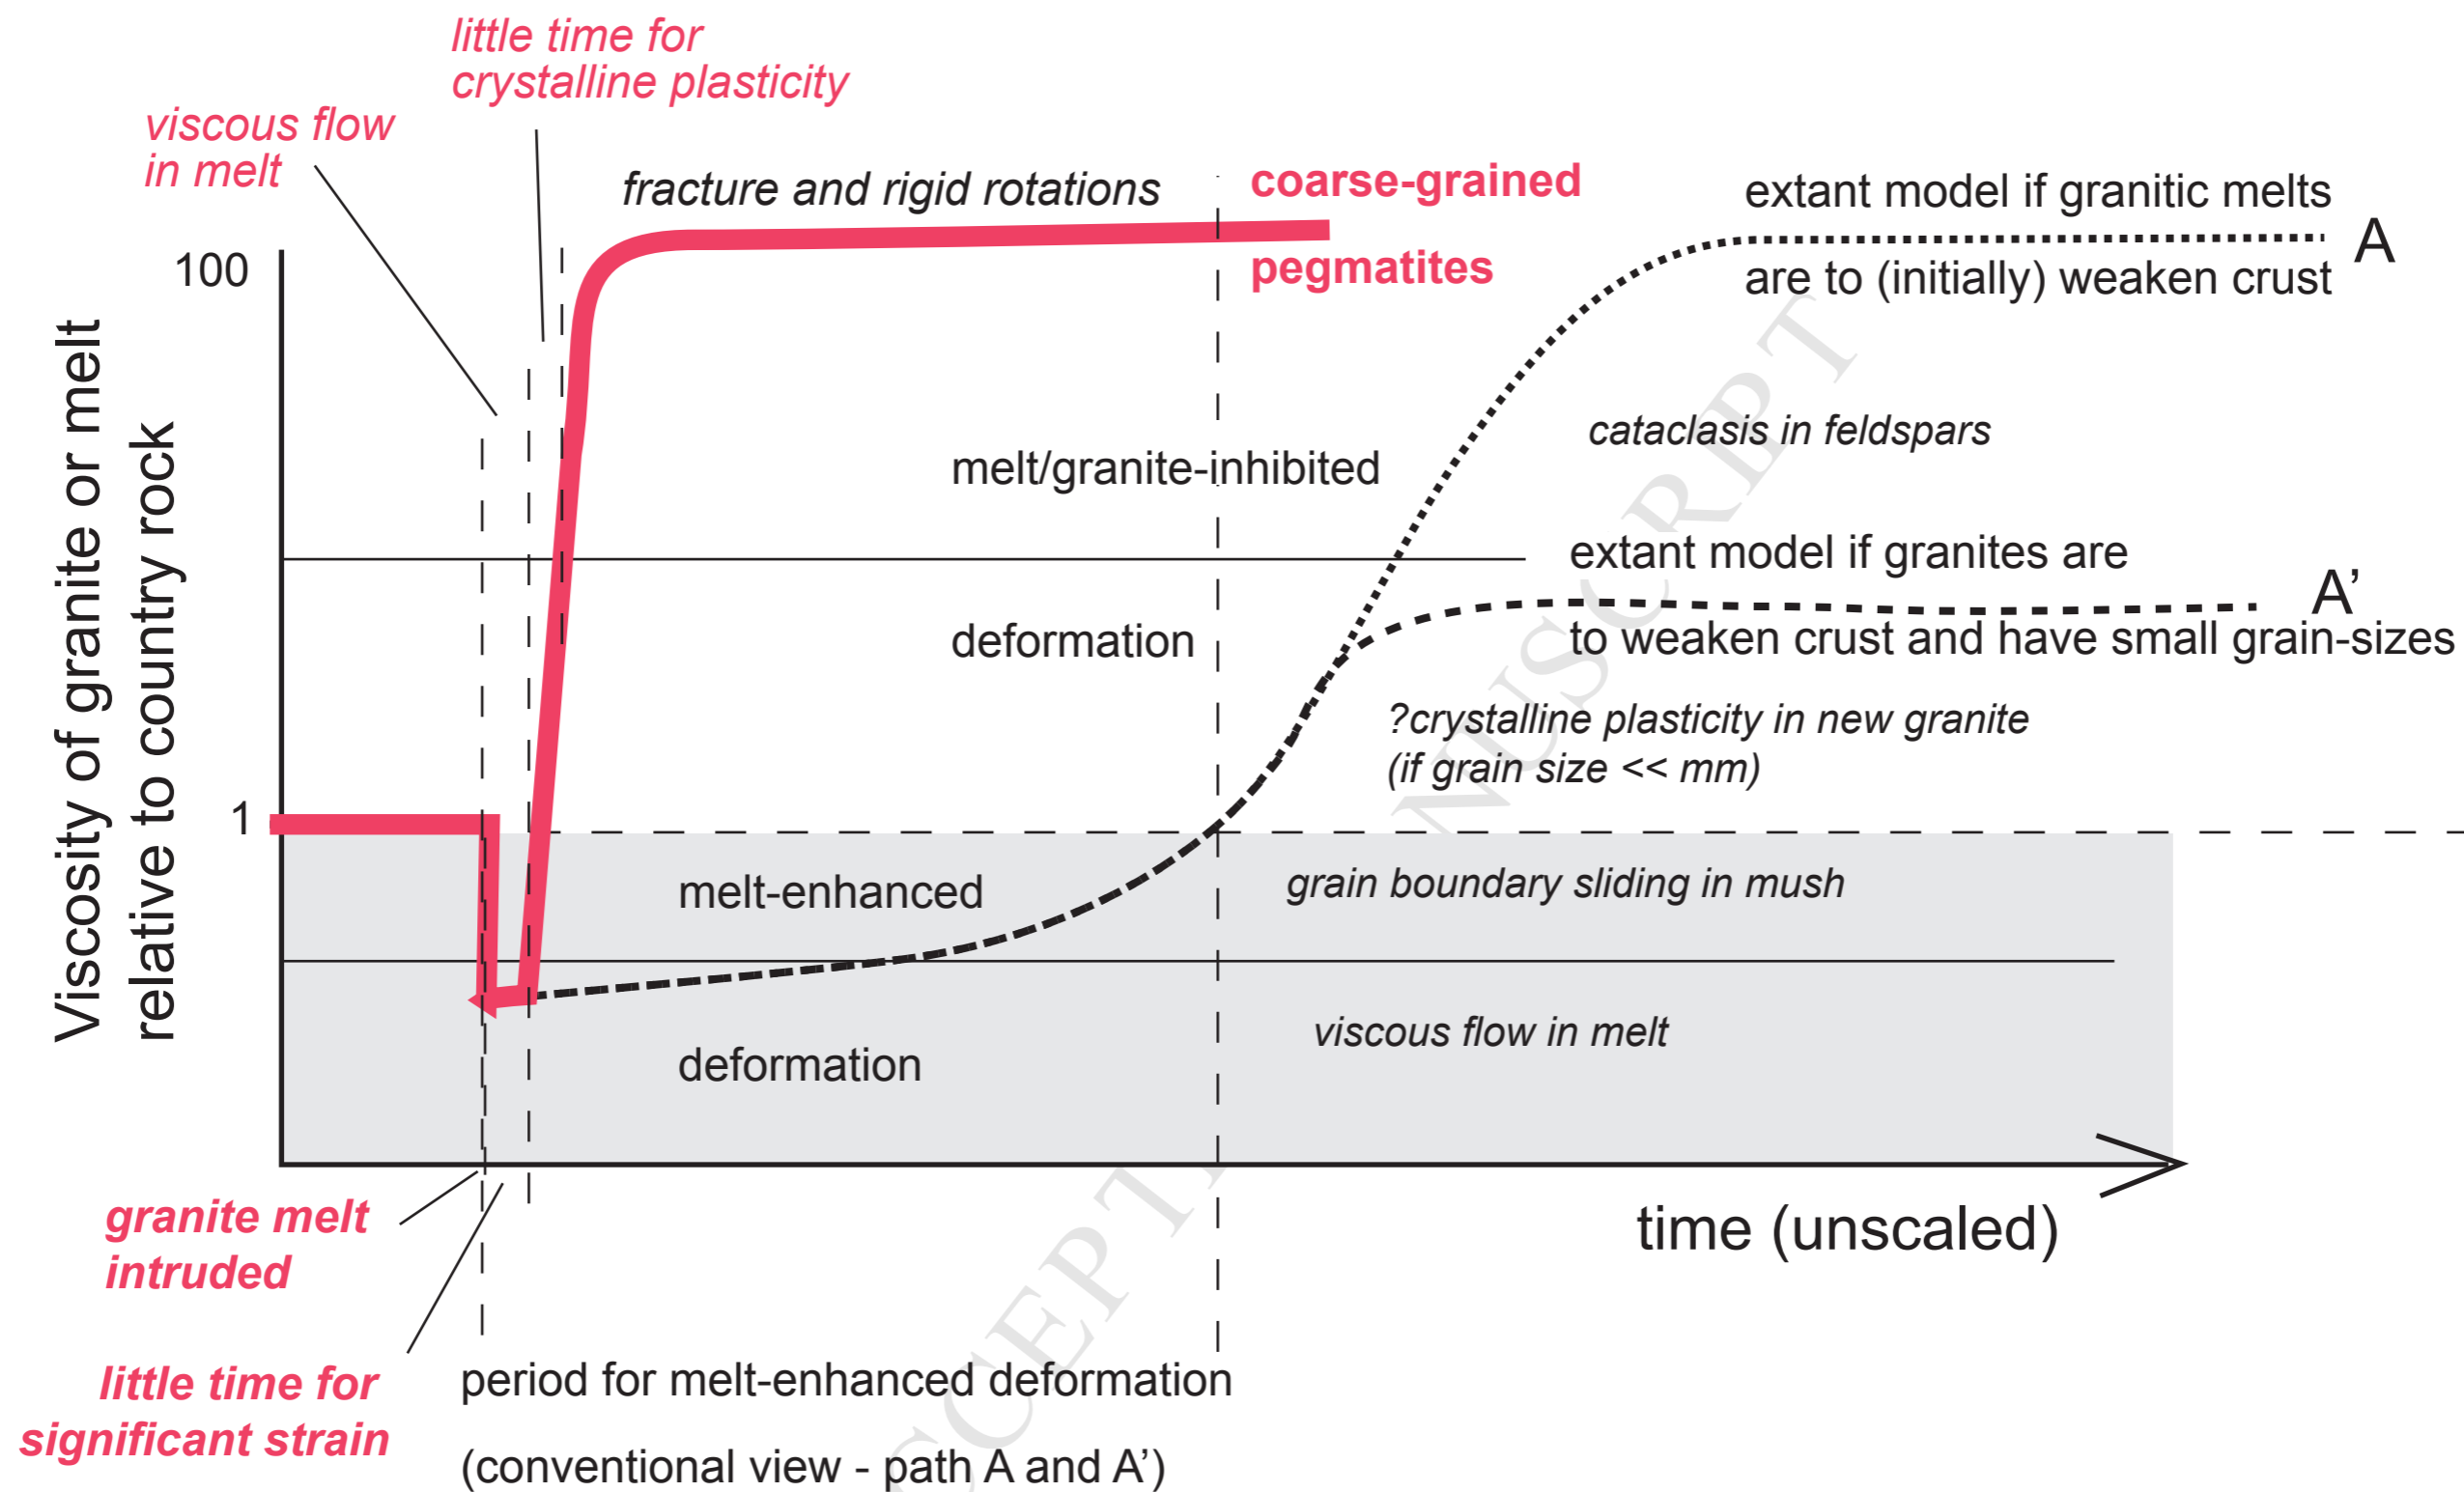 little time for
crystalline plasticity
viscous flow
in melt
fracture and rigid rotations
coarse-grained
pegmatites
extant model if granitic melts
are to (initially) weaken crust
A
100
Viscosity of granite or melt
relative to country rock
cataclasis in feldspars
melt/granite-inhibited
deformation
extant model if granites are
to weaken crust and have small grain-sizes
A’
?crystalline plasticity in new granite
(if grain size << mm)
1
melt-enhanced
deformation
grain boundary sliding in mush
viscous flow in melt
granite melt
intruded
time (unscaled)
little time for
significant strain
period for melt-enhanced deformation
(conventional view - path A and A’)